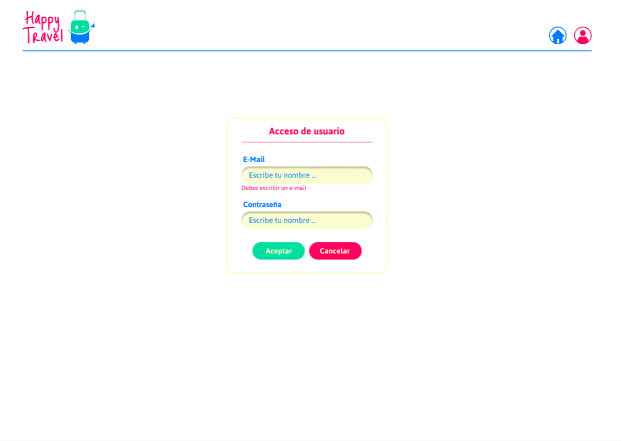 Happy
Travel
Acceso de usuario
E-Mail
Escribe tu nombre ...
Debes escribir un e-mail
Contraseña
Escribe tu nombre ...
Aceptar
Cancelar